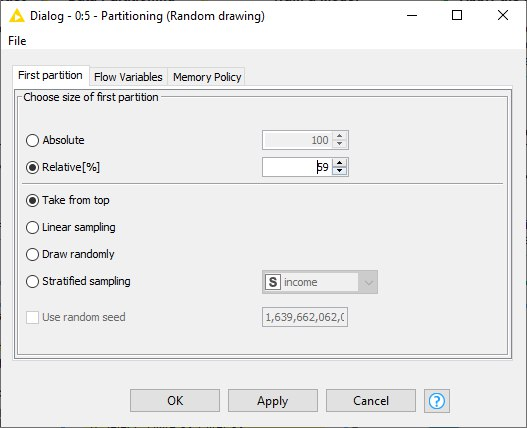 Dialog - 0:5 - Partitioning (Random drawing)
File
First partition Flow Variables Memory Policy
Choose size of first partition
Absolute 100
Relative[%] 59
Take from top
Linear sampling
Draw randomly
Stratified sampling S income
Use random seed 1,639,662,062,0
OK Apply Cancel ?